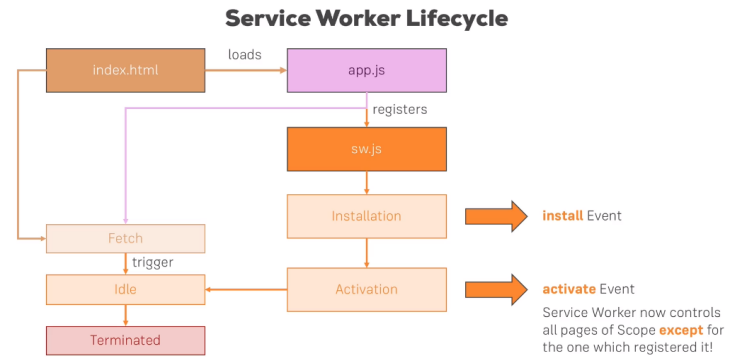 Service Worker Lifecycle
loads
index.html
app.js
registers
sw.js
Installation
install Event
Fetch
trigger
Idle
Activation
activate Event
Service Worker now controls
all pages of Scope except for
the one which registered it!
Terminated